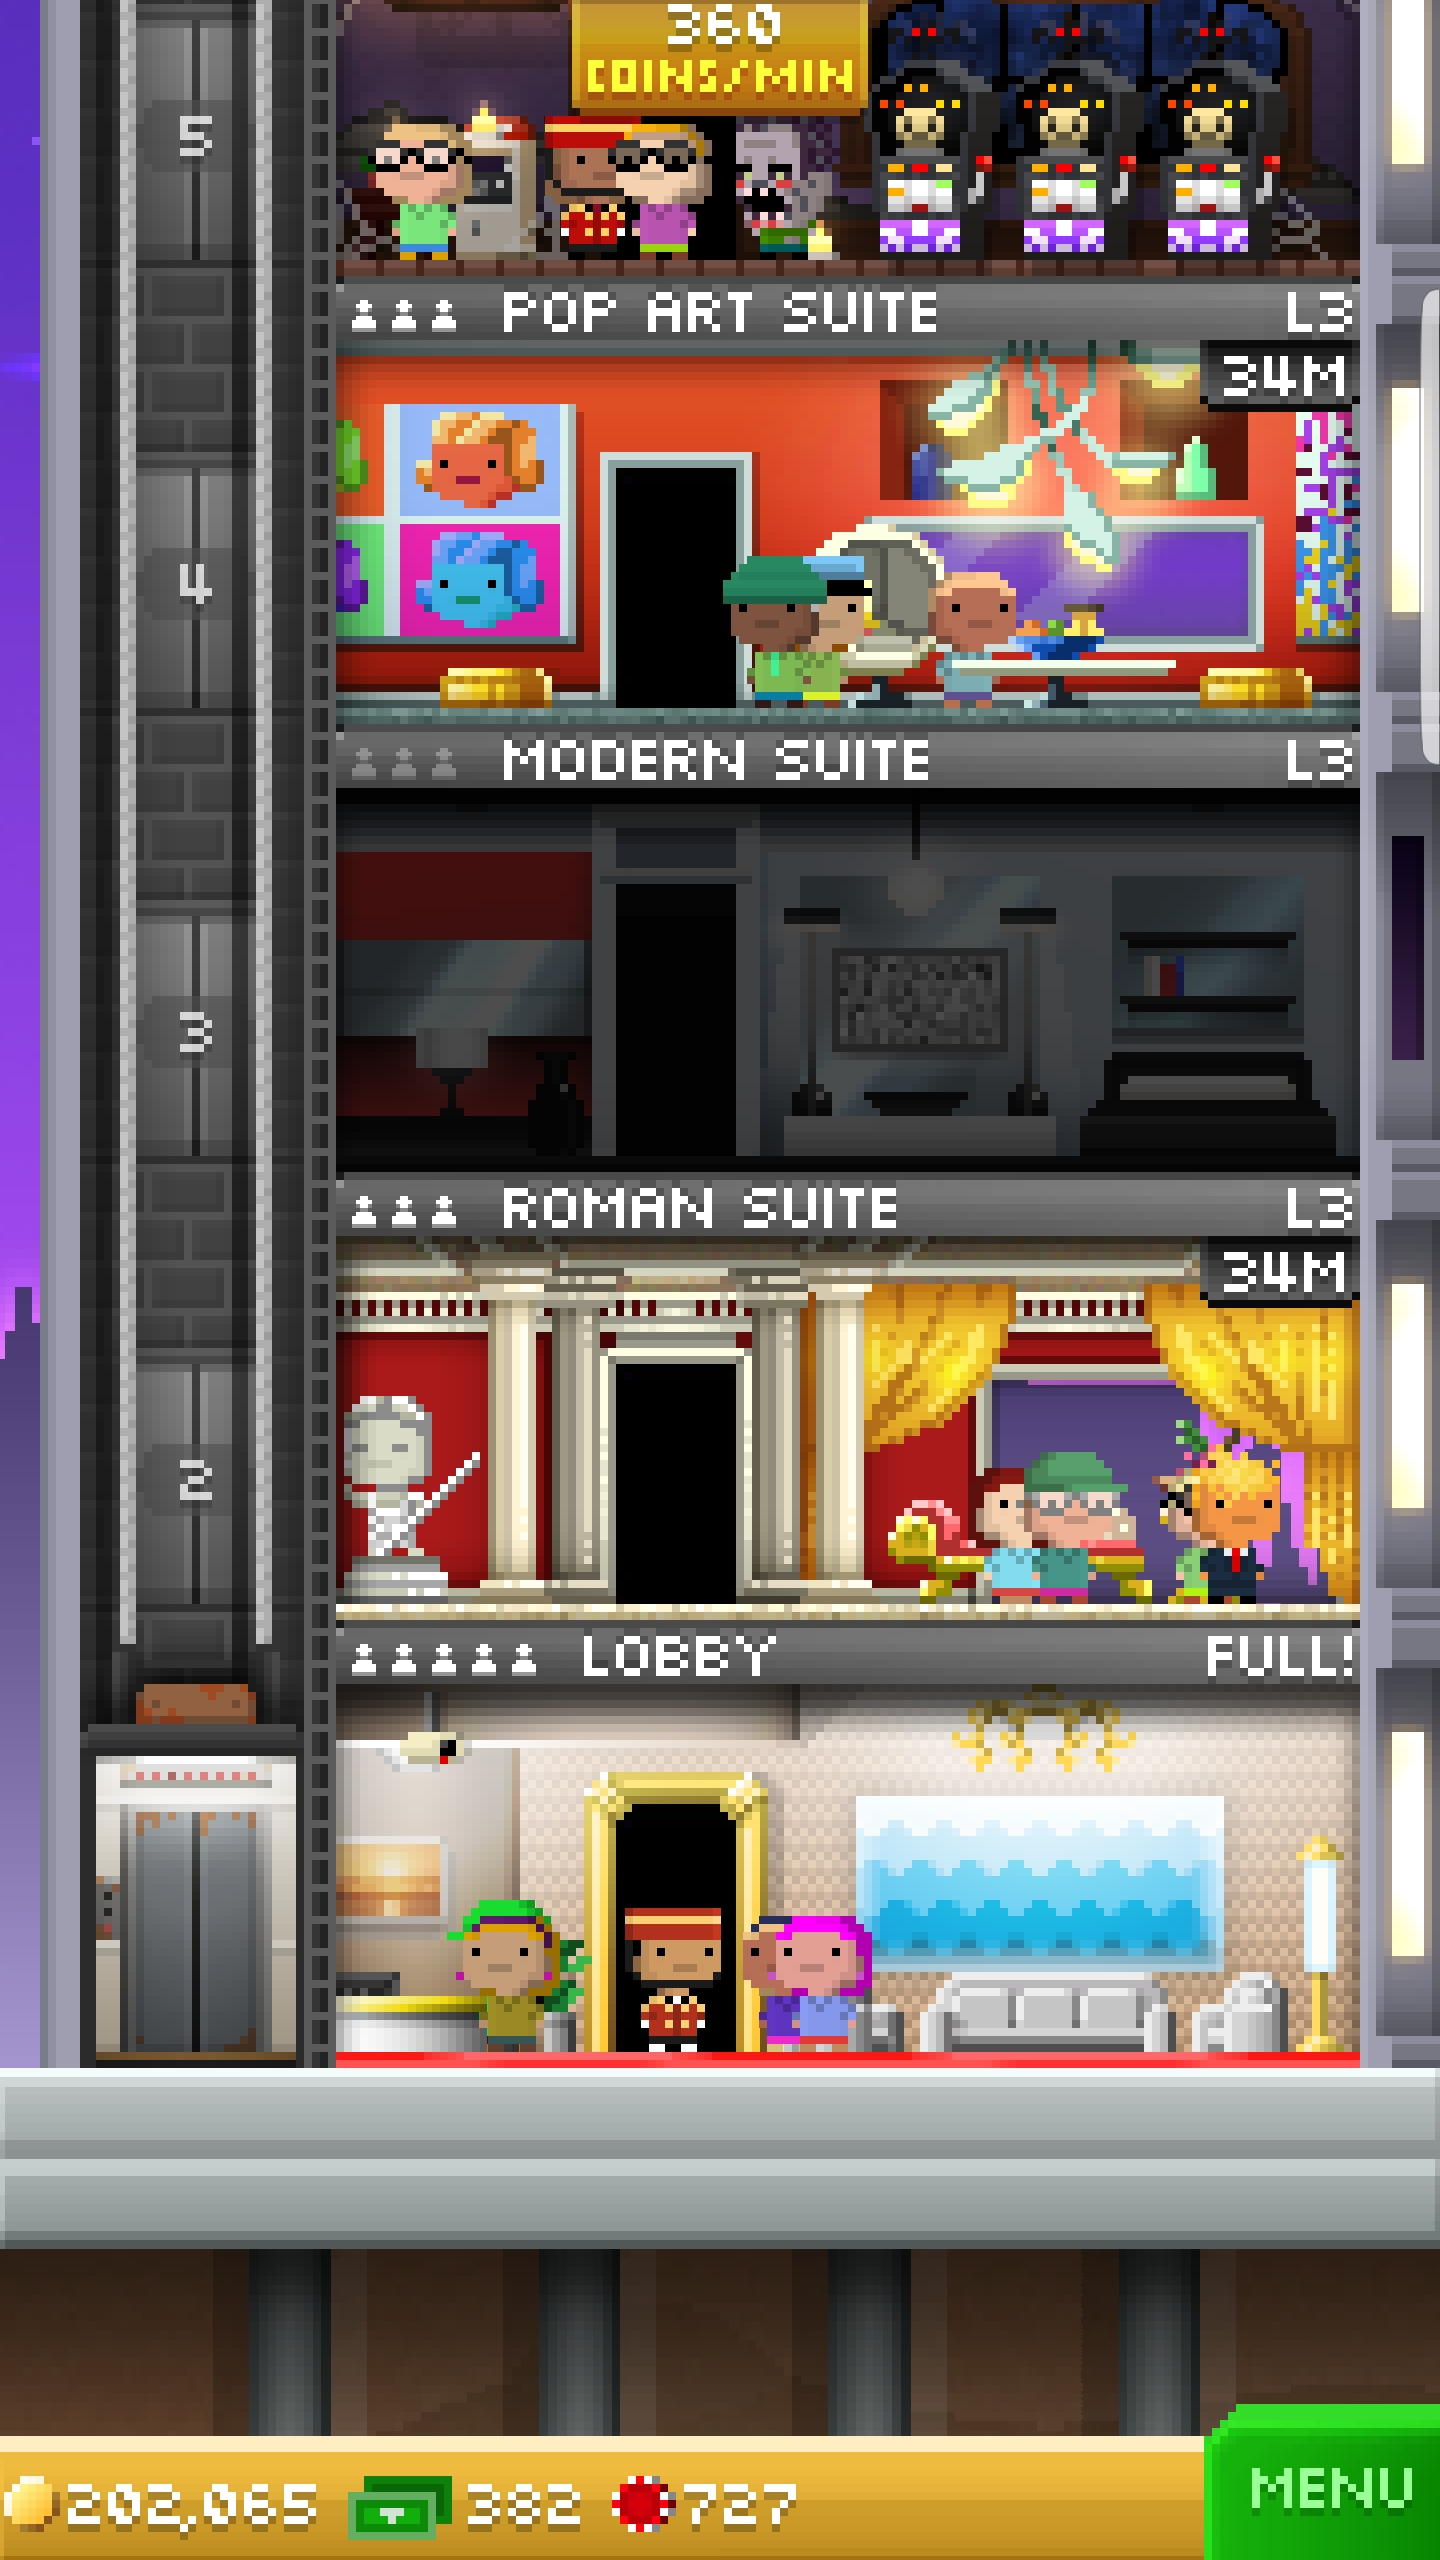 360
COINS/MIN
5
POP ART SUITE L3
34M
4
MODERN SUITE L3
3
ROMAN SUITE L3
34M
2
LOBBY FULL!
202,065 382 727
MENU